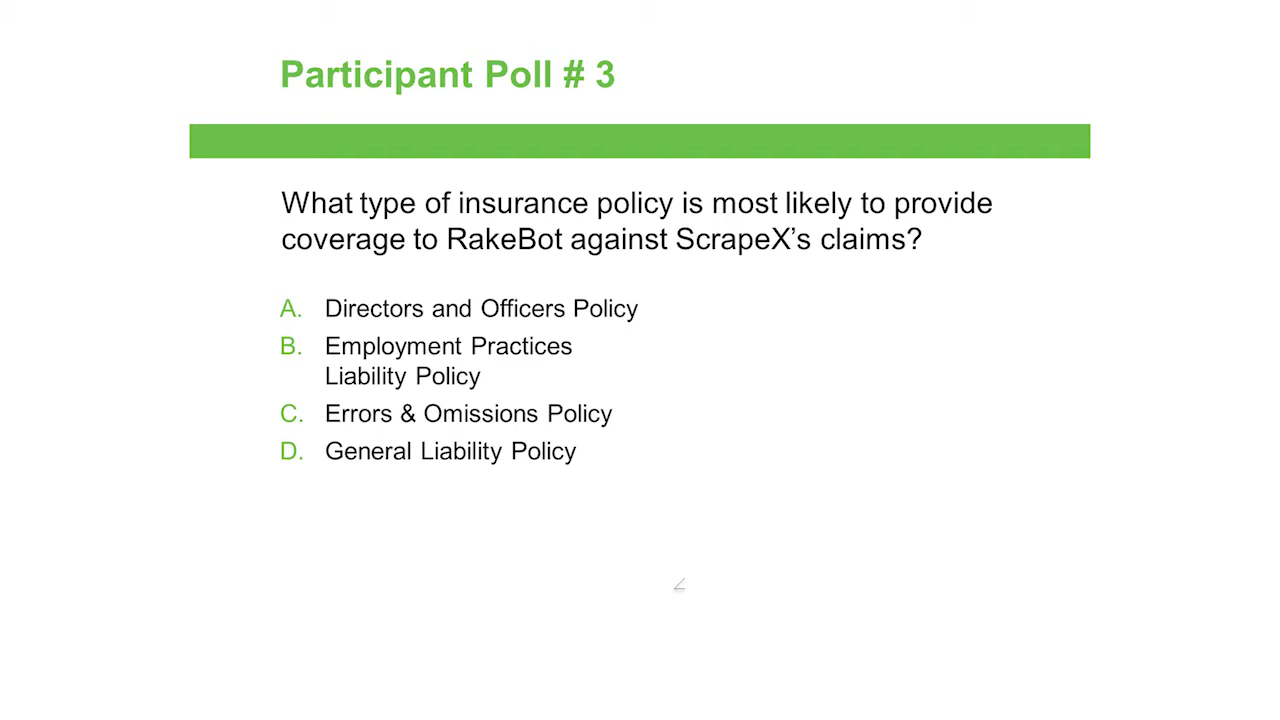 Participant Poll # 3
What type of insurance policy is most likely to provide
coverage to RakeBot against ScrapeX’s claims?
A. Directors and Officers Policy
B. Employment Practices
Liability Policy
C. Errors & Omissions Policy
D. General Liability Policy